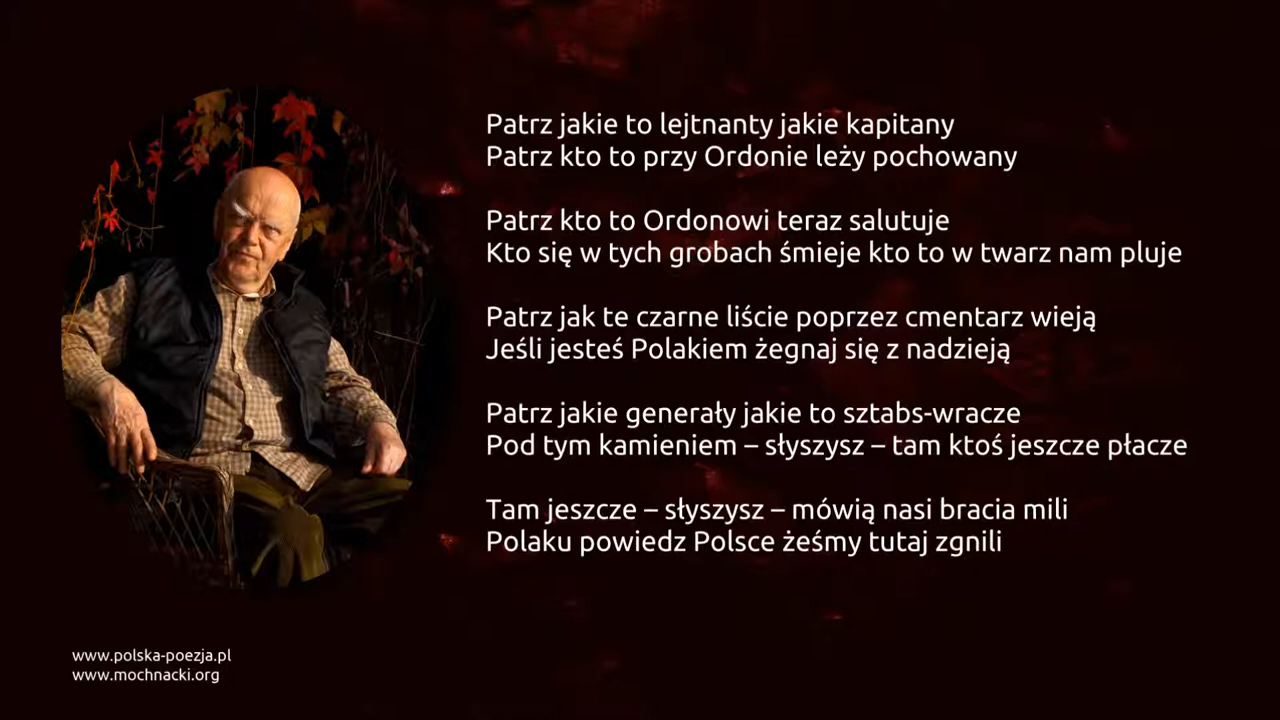 Patrz jakie to lejtnanty jakie kapitany
Patrz kto to przy Ordonie leży pochowany
Patrz kto to Ordonowi teraz salutuje
Kto się w tych grobach śmieje kto to w twarz nam pluje
Patrz jak te czarne liście poprzez cmentarz wieją
Jeśli jesteś Polakiem żegnaj się z nadzieją
Patrz jakie generały jakie to sztabs-wracze
Pod tym kamieniem – słyszysz – tam ktoś jeszcze płacze
Tam jeszcze – słyszysz – mówią nasi bracia mili
Polaku powiedz Polsce żeśmy tutaj zgnili
www.polska-poezja.pl
www.mochnacki.org